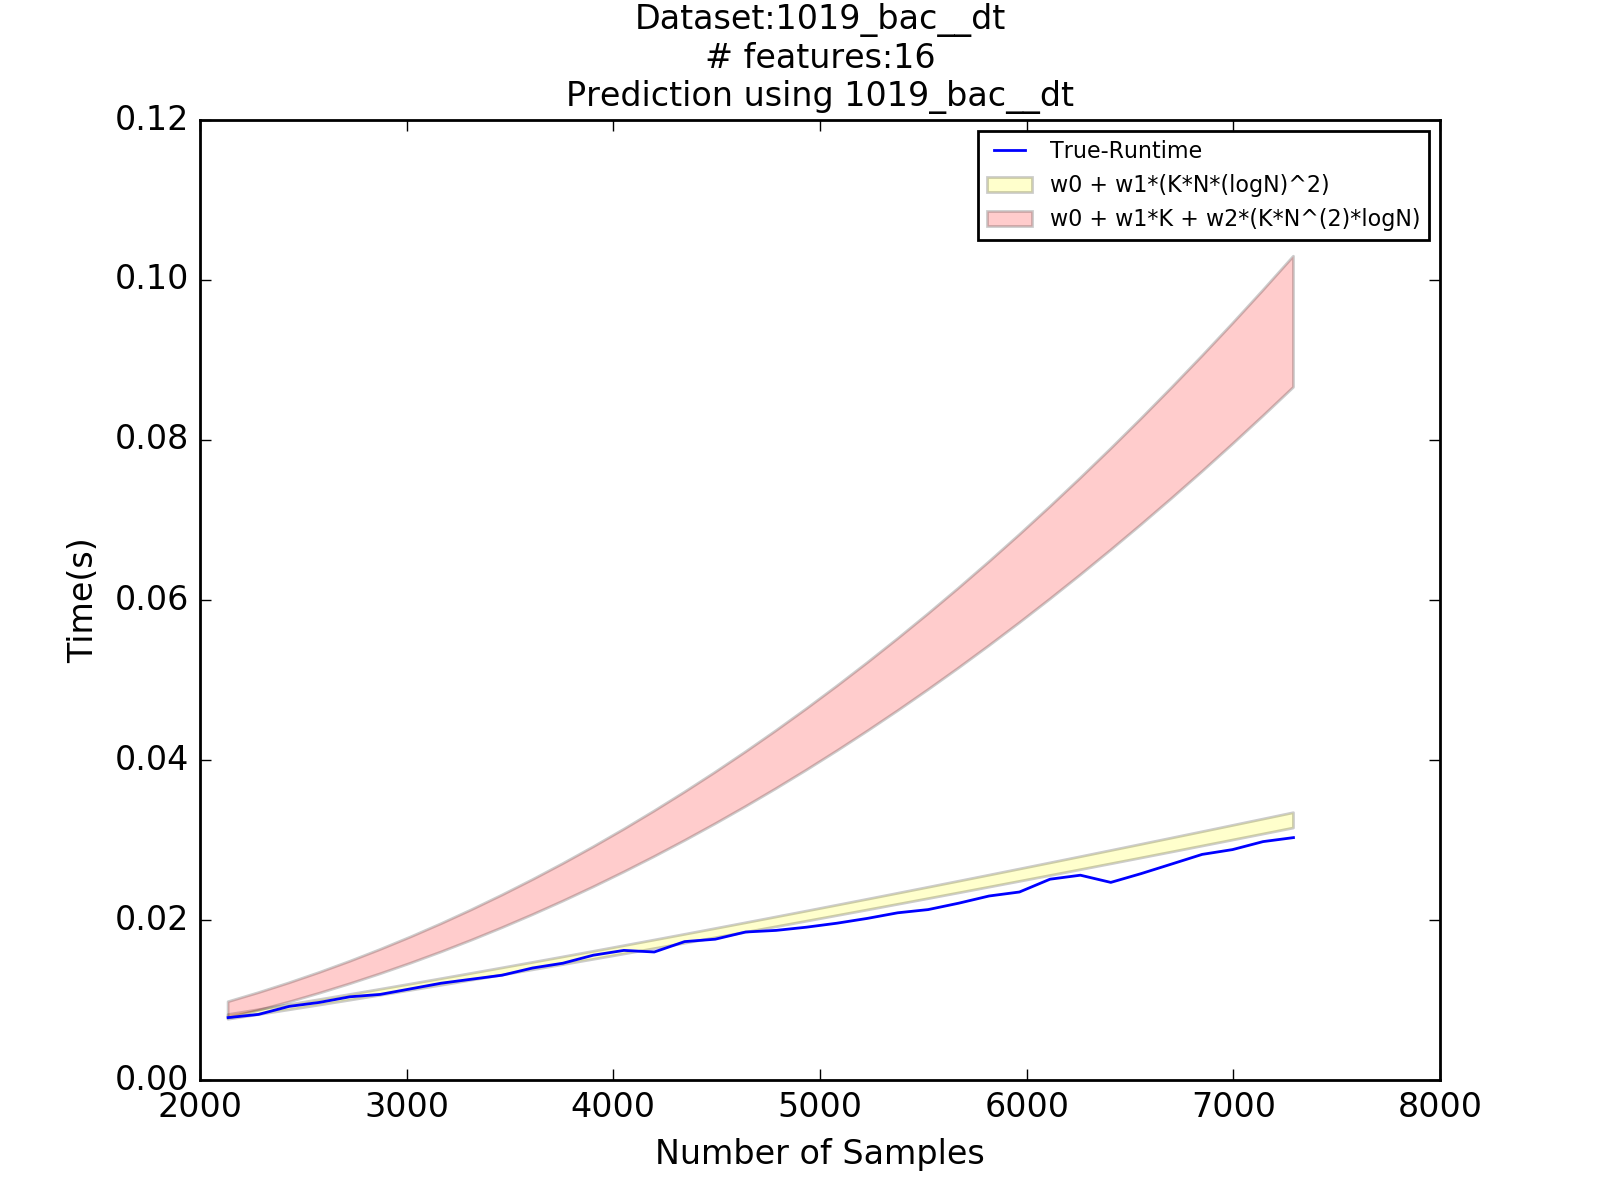 Dataset:1019_bac__dt
# features:16
Prediction using 1019_bac__dt
True-Runtime
w0 + w1*(K*N*(logN)^2)
w0 + w1*K + w2*(K*N^(2)*logN)
0.12
0.10
0.08
0.06
0.04
0.02
0.00
Time(s)
2000 3000 4000 5000 6000 7000 8000
Number of Samples